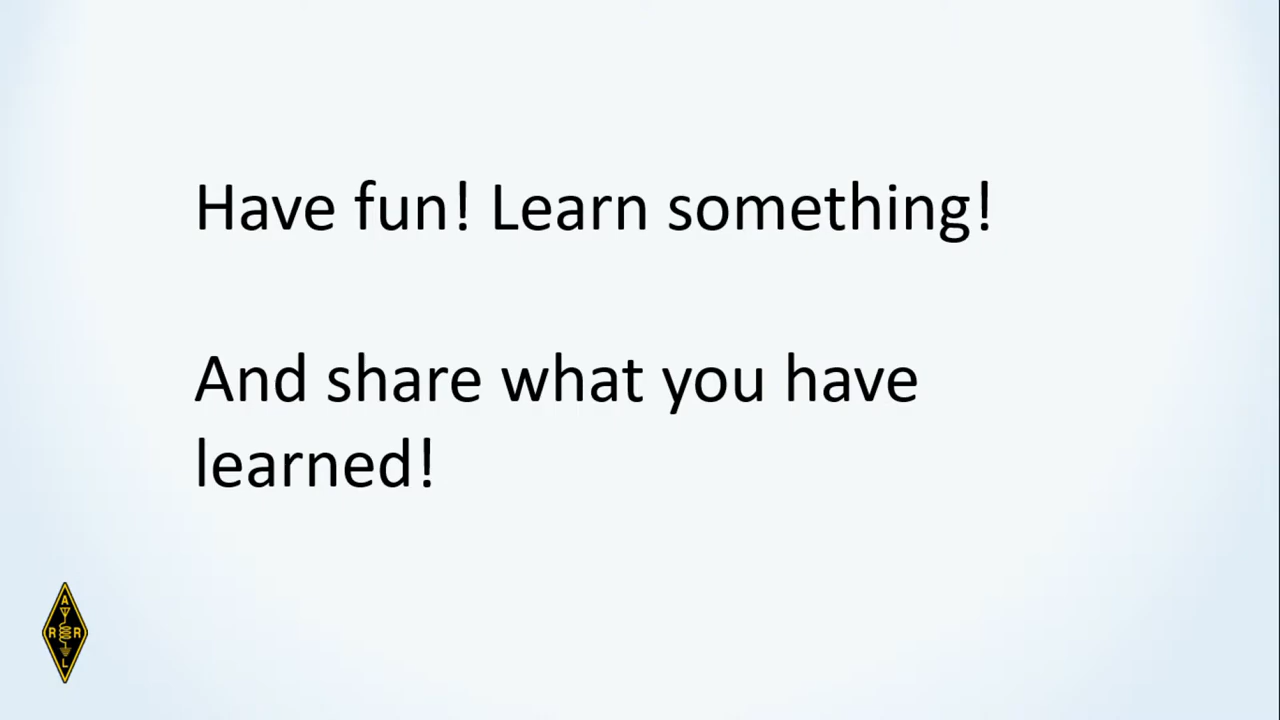 Have fun! Learn something!
And share what you have
learned!
A
R R
L